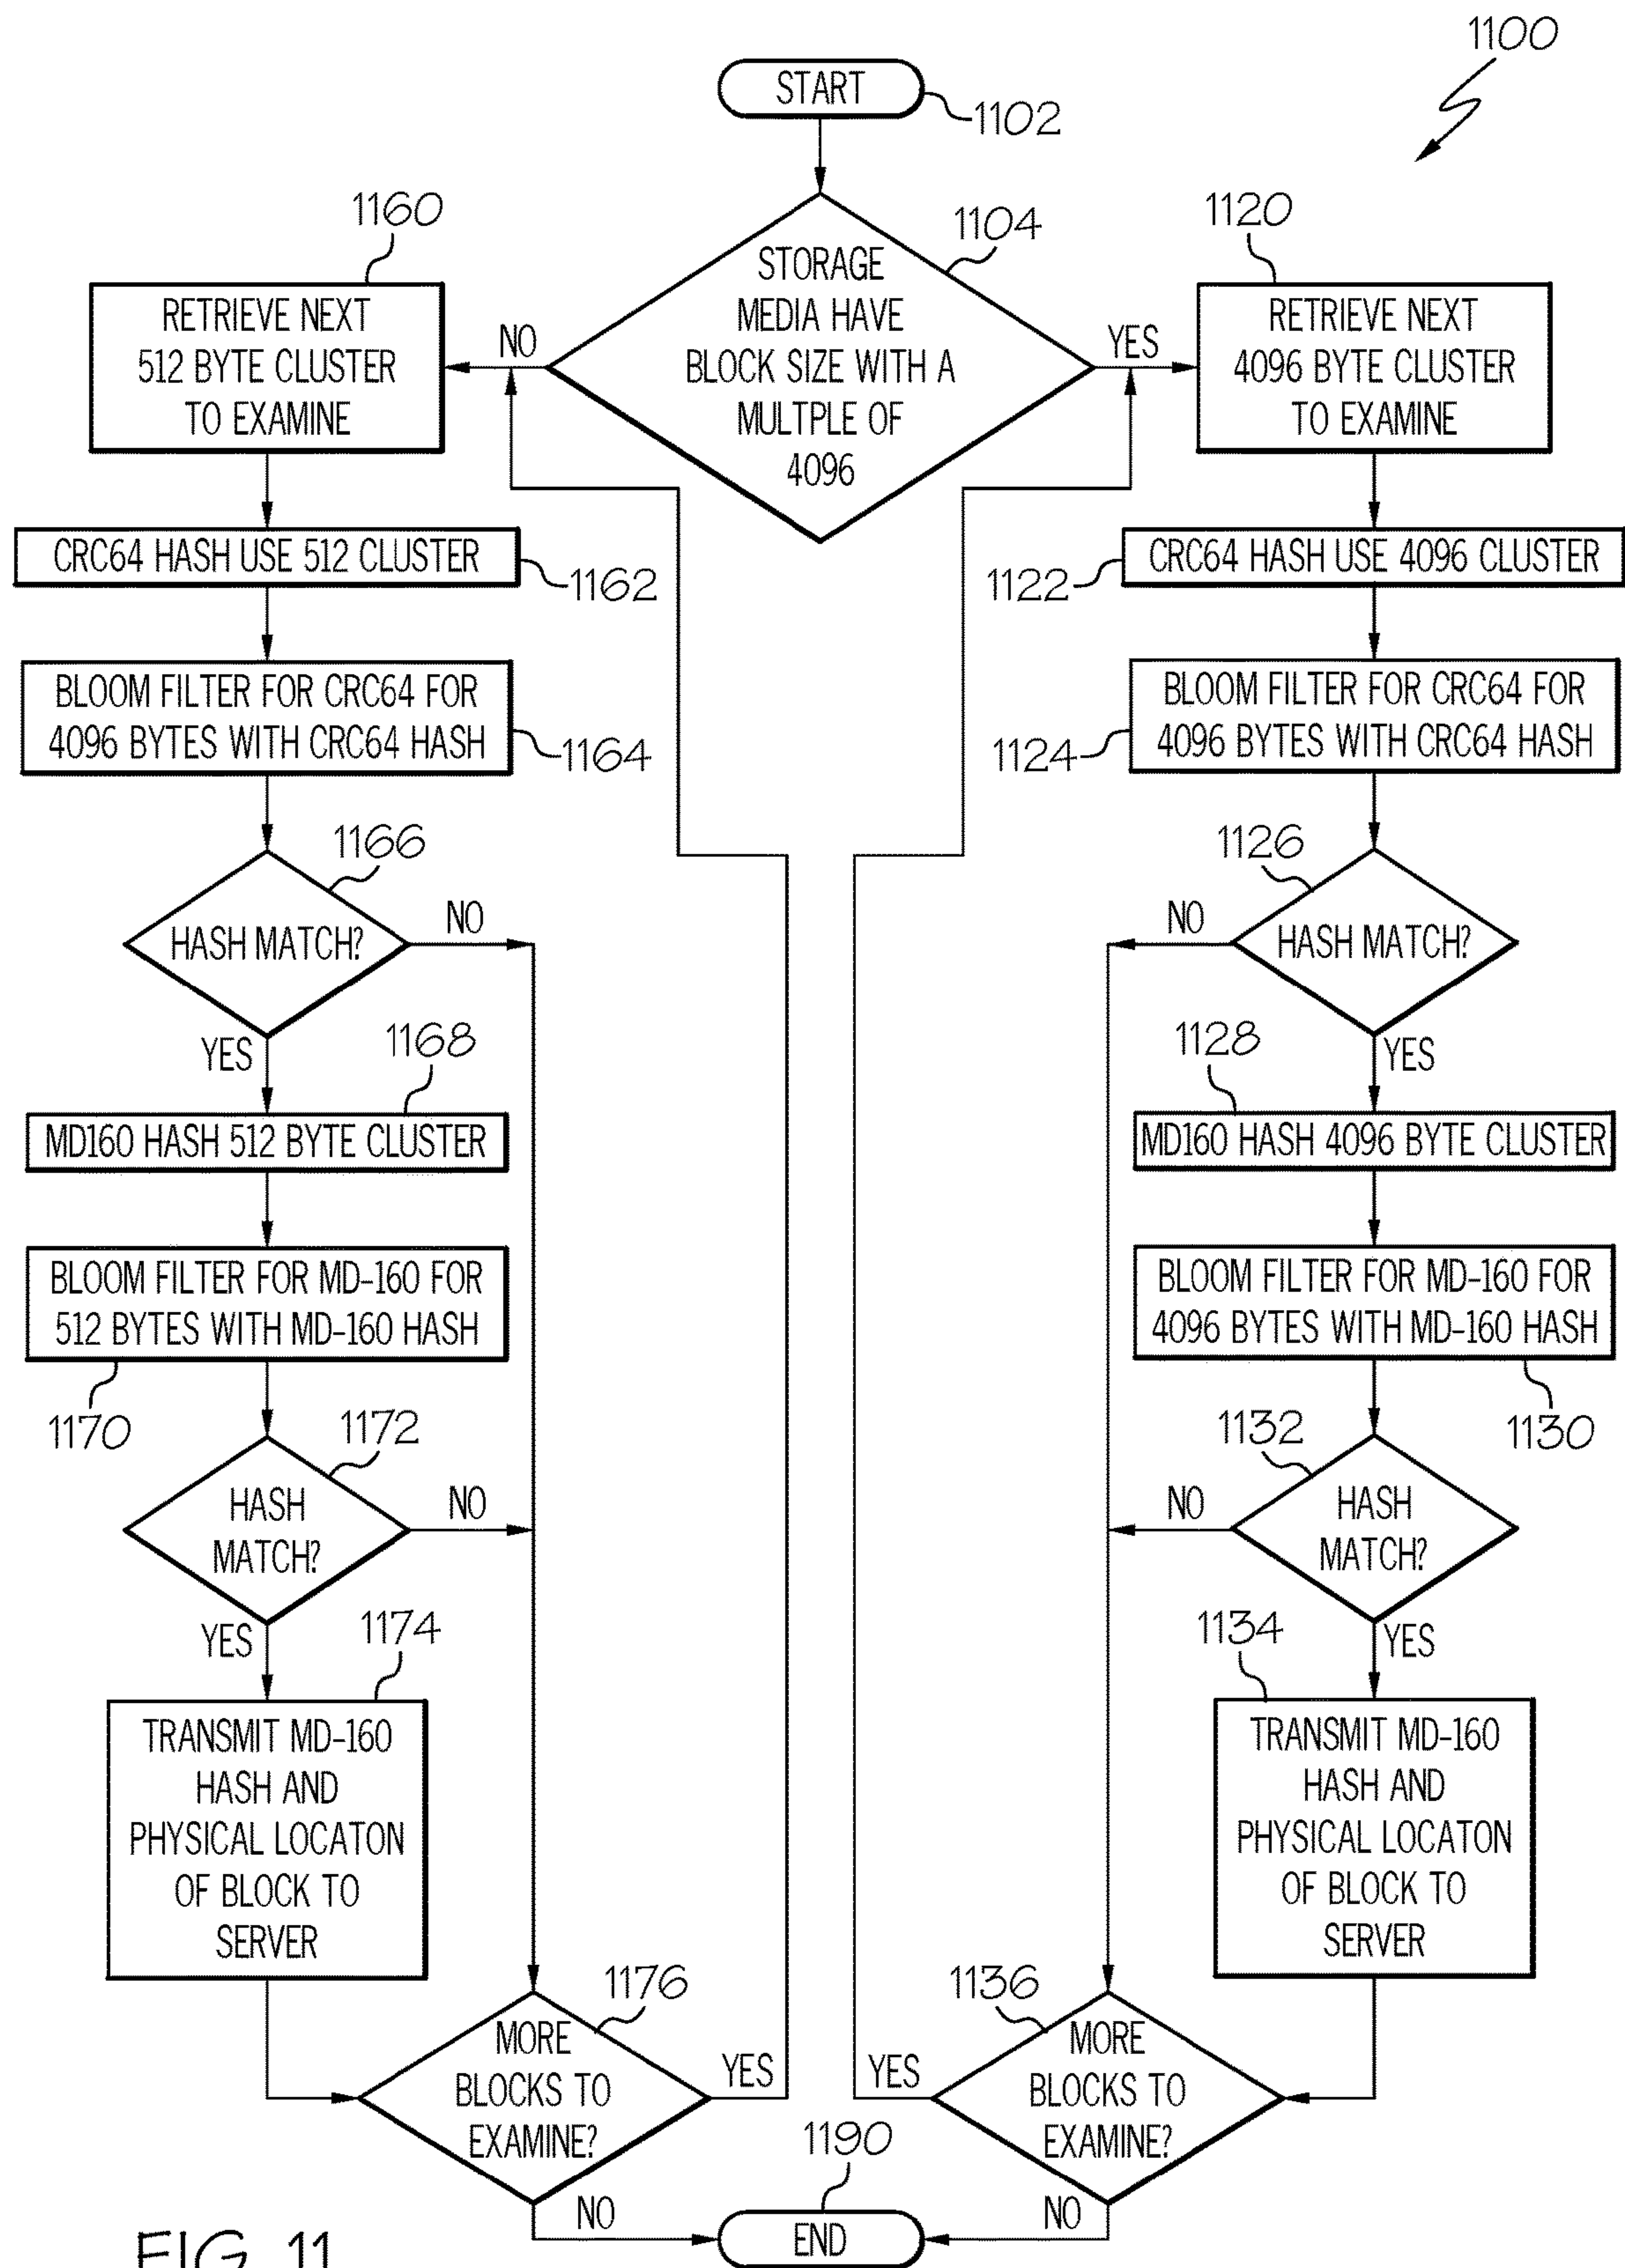 1100
START
1102
1104
STORAGE
MEDIA HAVE
BLOCK SIZE WITH A
MULTPLE OF
4096
NO
YES
1160
RETRIEVE NEXT
512 BYTE CLUSTER
TO EXAMINE
CRC64 HASH USE 512 CLUSTER
1162
BLOOM FILTER FOR CRC64 FOR
4096 BYTES WITH CRC64 HASH
1164
1166
HASH MATCH?
NO
YES
1168
MD160 HASH 512 BYTE CLUSTER
BLOOM FILTER FOR MD-160 FOR
512 BYTES WITH MD-160 HASH
1170
1172
HASH
MATCH?
NO
YES
1174
TRANSMIT MD-160
HASH AND
PHYSICAL LOCATON
OF BLOCK TO
SERVER
1176
MORE
BLOCKS TO
EXAMINE?
YES
NO
1120
RETRIEVE NEXT
4096 BYTE CLUSTER
TO EXAMINE
CRC64 HASH USE 4096 CLUSTER
1122
BLOOM FILTER FOR CRC64 FOR
4096 BYTES WITH CRC64 HASH
1124
1126
HASH MATCH?
NO
YES
1128
MD160 HASH 4096 BYTE CLUSTER
BLOOM FILTER FOR MD-160 FOR
4096 BYTES WITH MD-160 HASH
1130
1132
HASH
MATCH?
NO
YES
1134
TRANSMIT MD-160
HASH AND
PHYSICAL LOCATON
OF BLOCK TO
SERVER
1136
MORE
BLOCKS TO
EXAMINE?
YES
NO
1190
END
FIG. 11